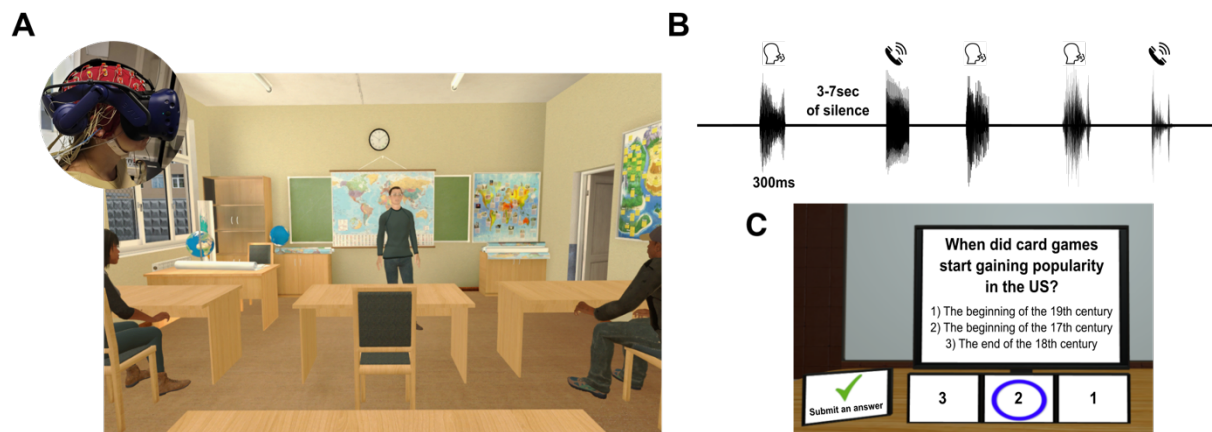 A
B
3-7sec
of silence
300ms
C
When did card games
start gaining popularity
in the US?
1) The beginning of the 19th century
2) The beginning of the 17th century
3) The end of the 18th century
Submit an answer
3
2
1